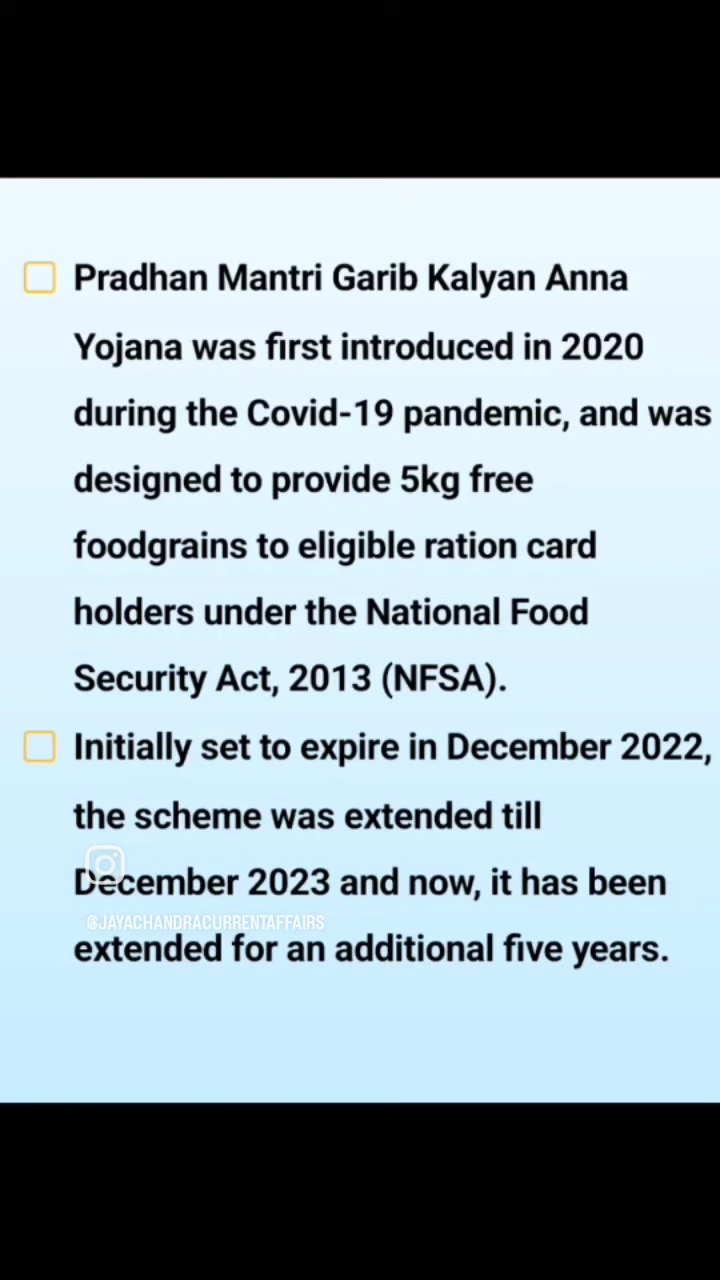 Pradhan Mantri Garib Kalyan Anna
Yojana was first introduced in 2020
during the Covid-19 pandemic, and was
designed to provide 5kg free
foodgrains to eligible ration card
holders under the National Food
Security Act, 2013 (NFSA).
Initially set to expire in December 2022,
the scheme was extended till
December 2023 and now, it has been
@JAYACHANDRACURRENTAFFAIRS
extended for an additional five years.